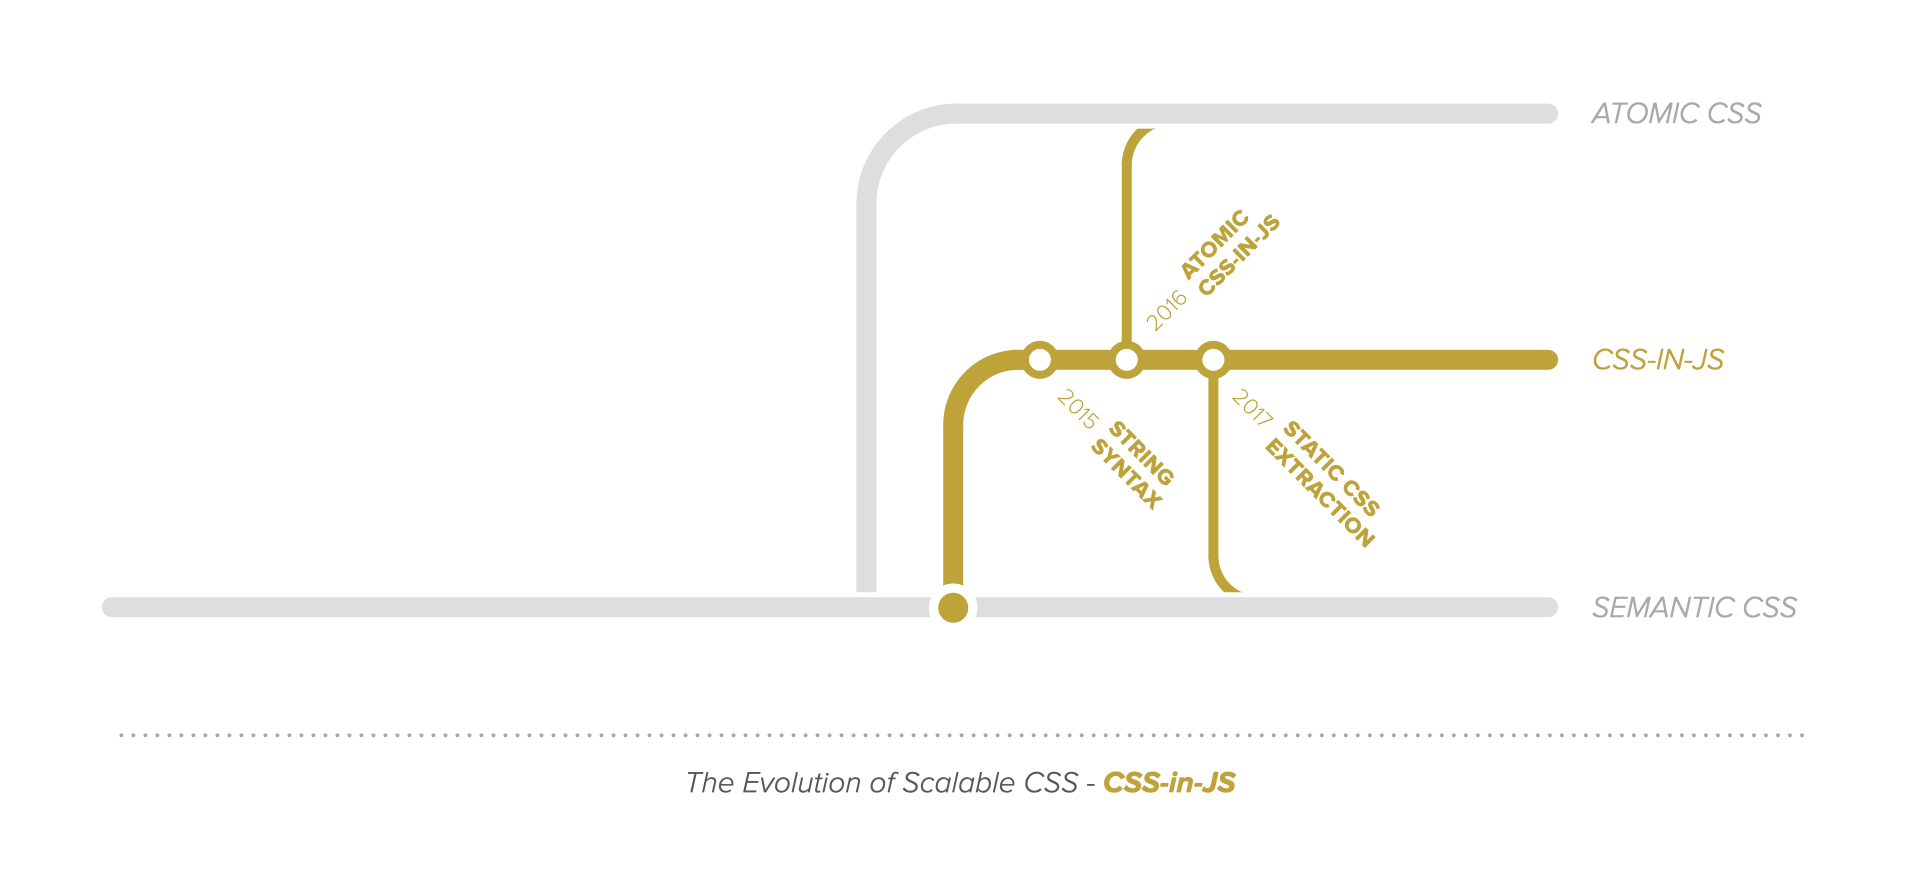 ATOMIC CSS
2016 ATOMIC
CSS-IN-JS
CSS-IN-JS
2015 STRING
SYNTAX
2017 STATIC CSS
EXTRACTION
SEMANTIC CSS
The Evolution of Scalable CSS - CSS-in-JS